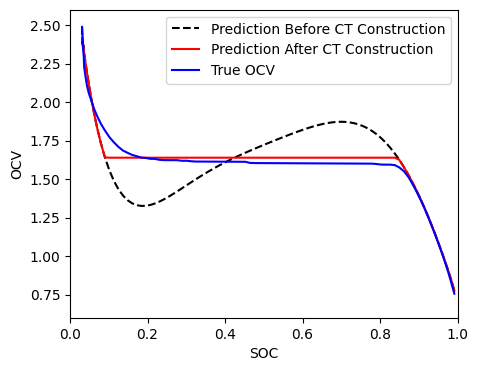 Prediction Before CT Construction
Prediction After CT Construction
True OCV
2.50
2.25
2.00
1.75
1.50
1.25
1.00
0.75
OCV
0.0
0.2
0.4
0.6
0.8
1.0
SOC